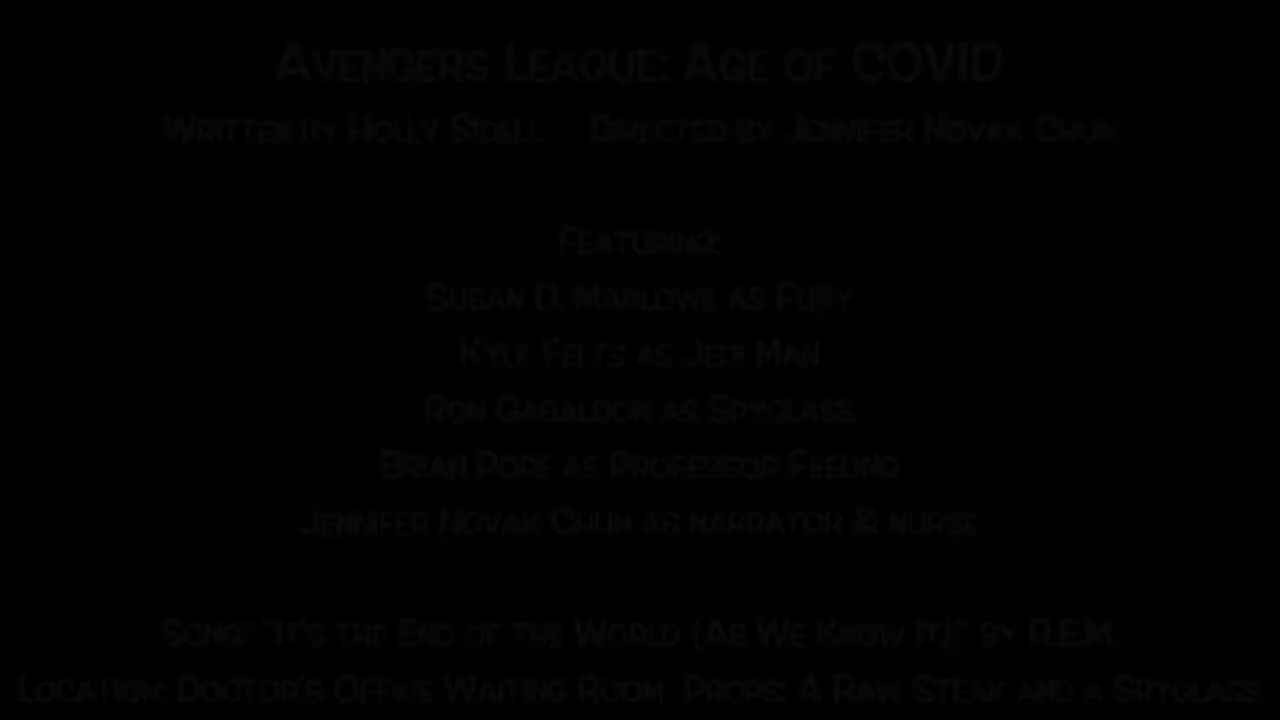 Avengers League: Age of COVID
Written by Holly Sidell Directed by Jennifer Novak Chun
Featuring:
Susan D. Marlowe as Fury
Kyle Felts as Jedi Man
Ron Gabaldon as Spyglass
Brian Pope as Professor Feeling
Jennifer Novak Chun as narrator & nurse
Song: "It's the End of the World (As We Know It)" by R.E.M.
Location: Doctor's Office Waiting Room Props: A Raw Steak and a Spyglass